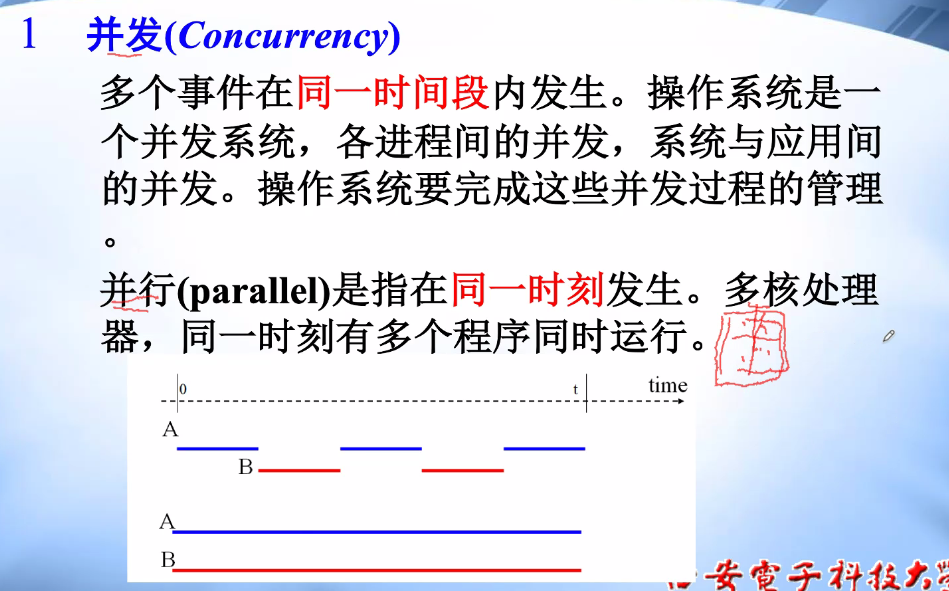 1 并发(Concurrency)
多个事件在同一时间段内发生。操作系统是一
个并发系统，各进程间的并发，系统与应用间
的并发。操作系统要完成这些并发过程的管理
。
并行(parallel)是指在同一时刻发生。多核处理
器，同一时刻有多个程序同时运行。
0 t time
A
B
A
B
安電子科技大